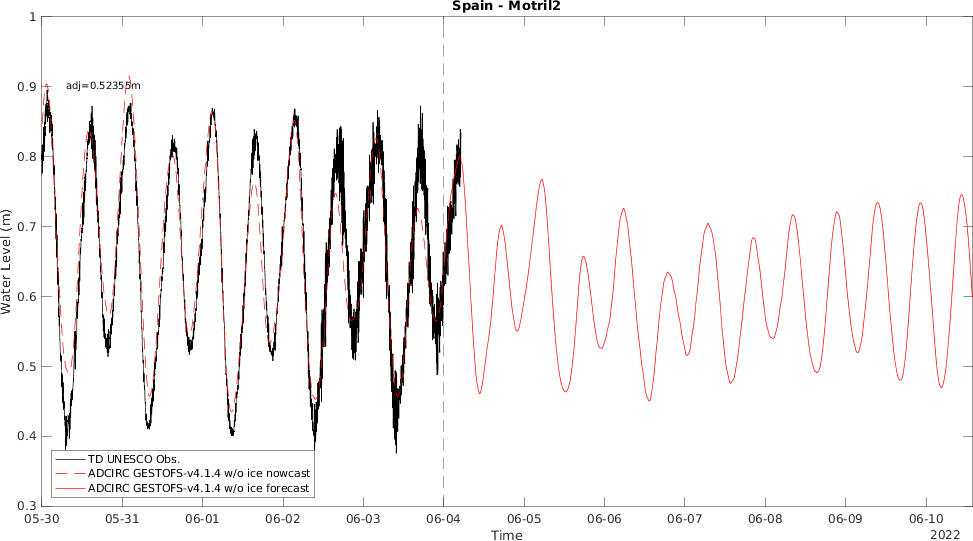 Spain - Motril2
1
0.9
0.8
0.7
0.6
0.5
0.4
0.3
Water Level (m)
adj=0.52355m
TD UNESCO Obs.
ADCIRC GESTOFS-v4.1.4 w/o ice nowcast
ADCIRC GESTOFS-v4.1.4 w/o ice forecast
05-30 05-31 06-01 06-02 06-03 06-04 06-05 06-06 06-07 06-08 06-09 06-10
2022
Time